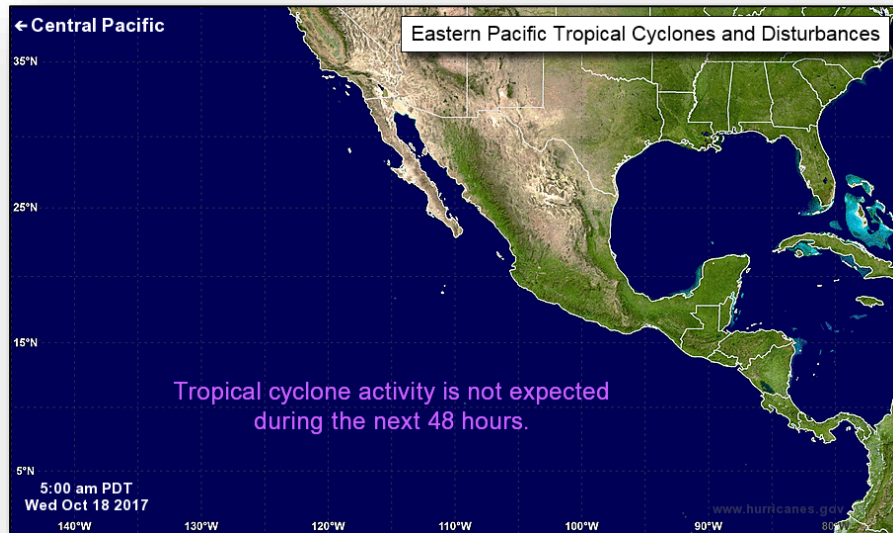 ←Central Pacific
Eastern Pacific Tropical Cyclones and Disturbances
35°N
25°N
15°N
Tropical cyclone activity is not expected
during the next 48 hours.
5°N
5:00 am PDT
Wed Oct 18 2017
www.hurricanes.gov
140°W 130°W 120°W 110°W 100°W 90°W 80°W